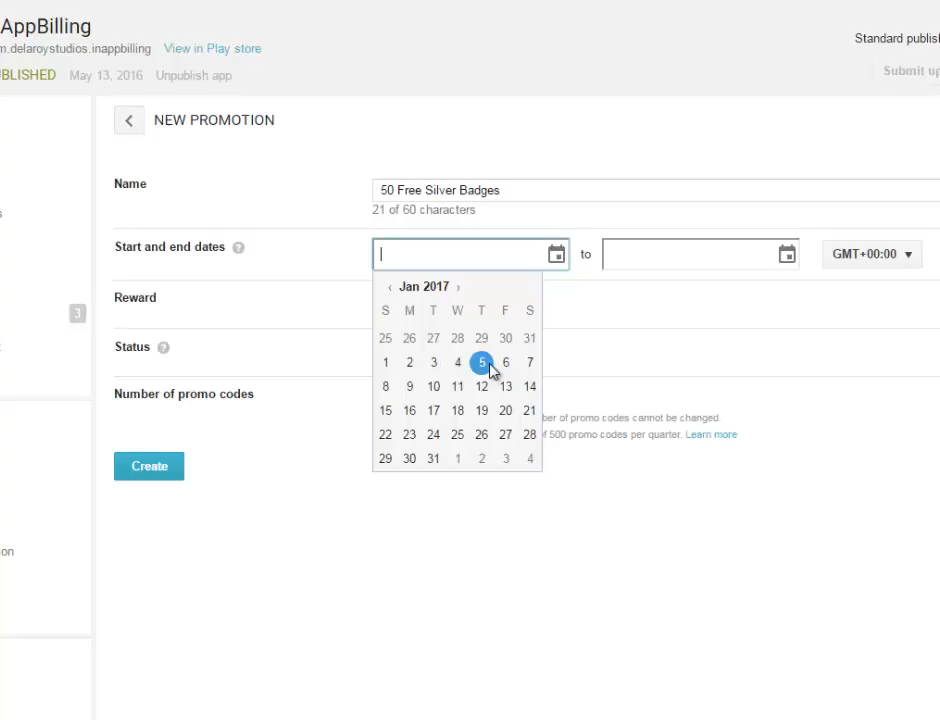 AppBilling
m.delaroystudios.inappbilling View in Play store
Standard publish
BLISHED May 13, 2016 Unpublish app
Submit up
NEW PROMOTION
Name
50 Free Silver Badges
21 of 60 characters
s
Start and end dates ?
to
GMT+00:00
‹ Jan 2017 ›
S M T W T F S
25 26 27 28 29 30 31
1 2 3 4 5 6 7
8 9 10 11 12 13 14
15 16 17 18 19 20 21
22 23 24 25 26 27 28
29 30 31 1 2 3 4
Reward
3
Status ?
Number of promo codes
ber of promo codes cannot be changed.
of 500 promo codes per quarter. Learn more
Create
on